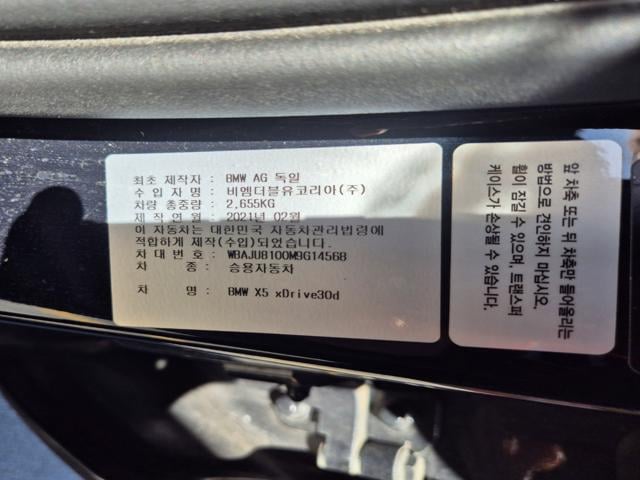 최초 제작자 : BMW AG 독일
수 입 자 명 : 비엠더블유코리아(주)
차량 총중량 : 2,655KG
제 작 연 월 : 2021년 02월
이 자동차는 대한민국 자동차관리법령에
적합하게 제작(수입)되었습니다.
차 대 번 호 : WBAJU8100M9G14568
차 종 : 승용자동차
차 명 : BMW X5 xDrive30d
앞 차축 또는 뒤 차축만 들어올리는
방법으로 견인하지 마십시오.
휠이 잠길 수 있으며, 트랜스퍼
케이스가 손상될 수 있습니다.